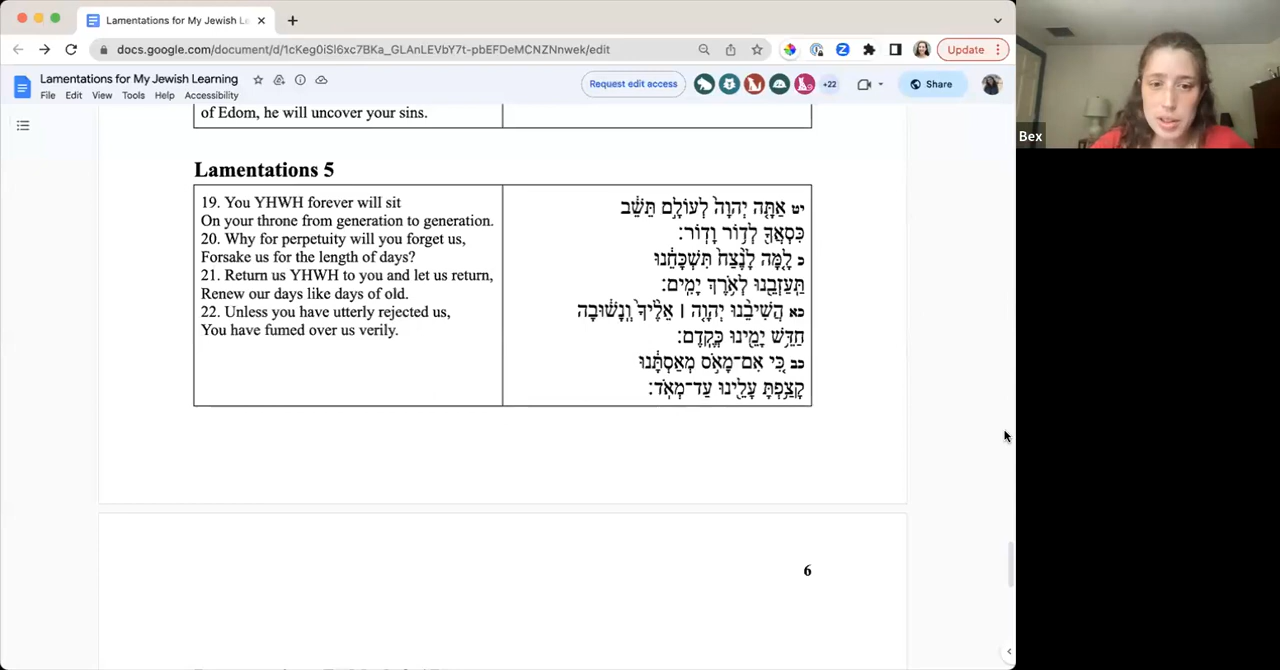 Lamentations for My Jewish Le
docs.google.com/document/d/1cKeg0iSl6xc7BKa_GLAnLEVbY7t-pbEFDeMCNZNnwek/edit
Update
Lamentations for My Jewish Learning
File Edit View Tools Help Accessibility
Request edit access
+22
Share
Bex
of Edom, he will uncover your sins.
Lamentations 5
19. You YHWH forever will sit
On your throne from generation to generation.
20. Why for perpetuity will you forget us,
Forsake us for the length of days?
21. Return us YHWH to you and let us return,
Renew our days like days of old.
22. Unless you have utterly rejected us,
You have fumed over us verily.
יט אַתָּ֤ה יְהוָה֙ לְעוֹלָ֣ם תֵּשֵׁ֔ב
כִּסְאֲךָ֖ לְד֥וֹר וָדֽוֹר׃
כ לָ֤מָּה לָנֶ֙צַח֙ תִּשְׁכָּחֵ֔נוּ
תַּֽעַזְבֵ֖נוּ לְאֹ֥רֶךְ יָמִֽים׃
כא הֲשִׁיבֵ֨נוּ יְהוָ֤ה ׀ אֵלֶ֙יךָ֙ וְֽנָשׁ֔וּבָה
חַדֵּ֥שׁ יָמֵ֖ינוּ כְּקֶֽדֶם׃
כב כִּ֚י אִם־מָאֹ֣ס מְאַסְתָּ֔נוּ
קָצַ֥פְתָּ עָלֵ֖ינוּ עַד־מְאֹֽד׃
6